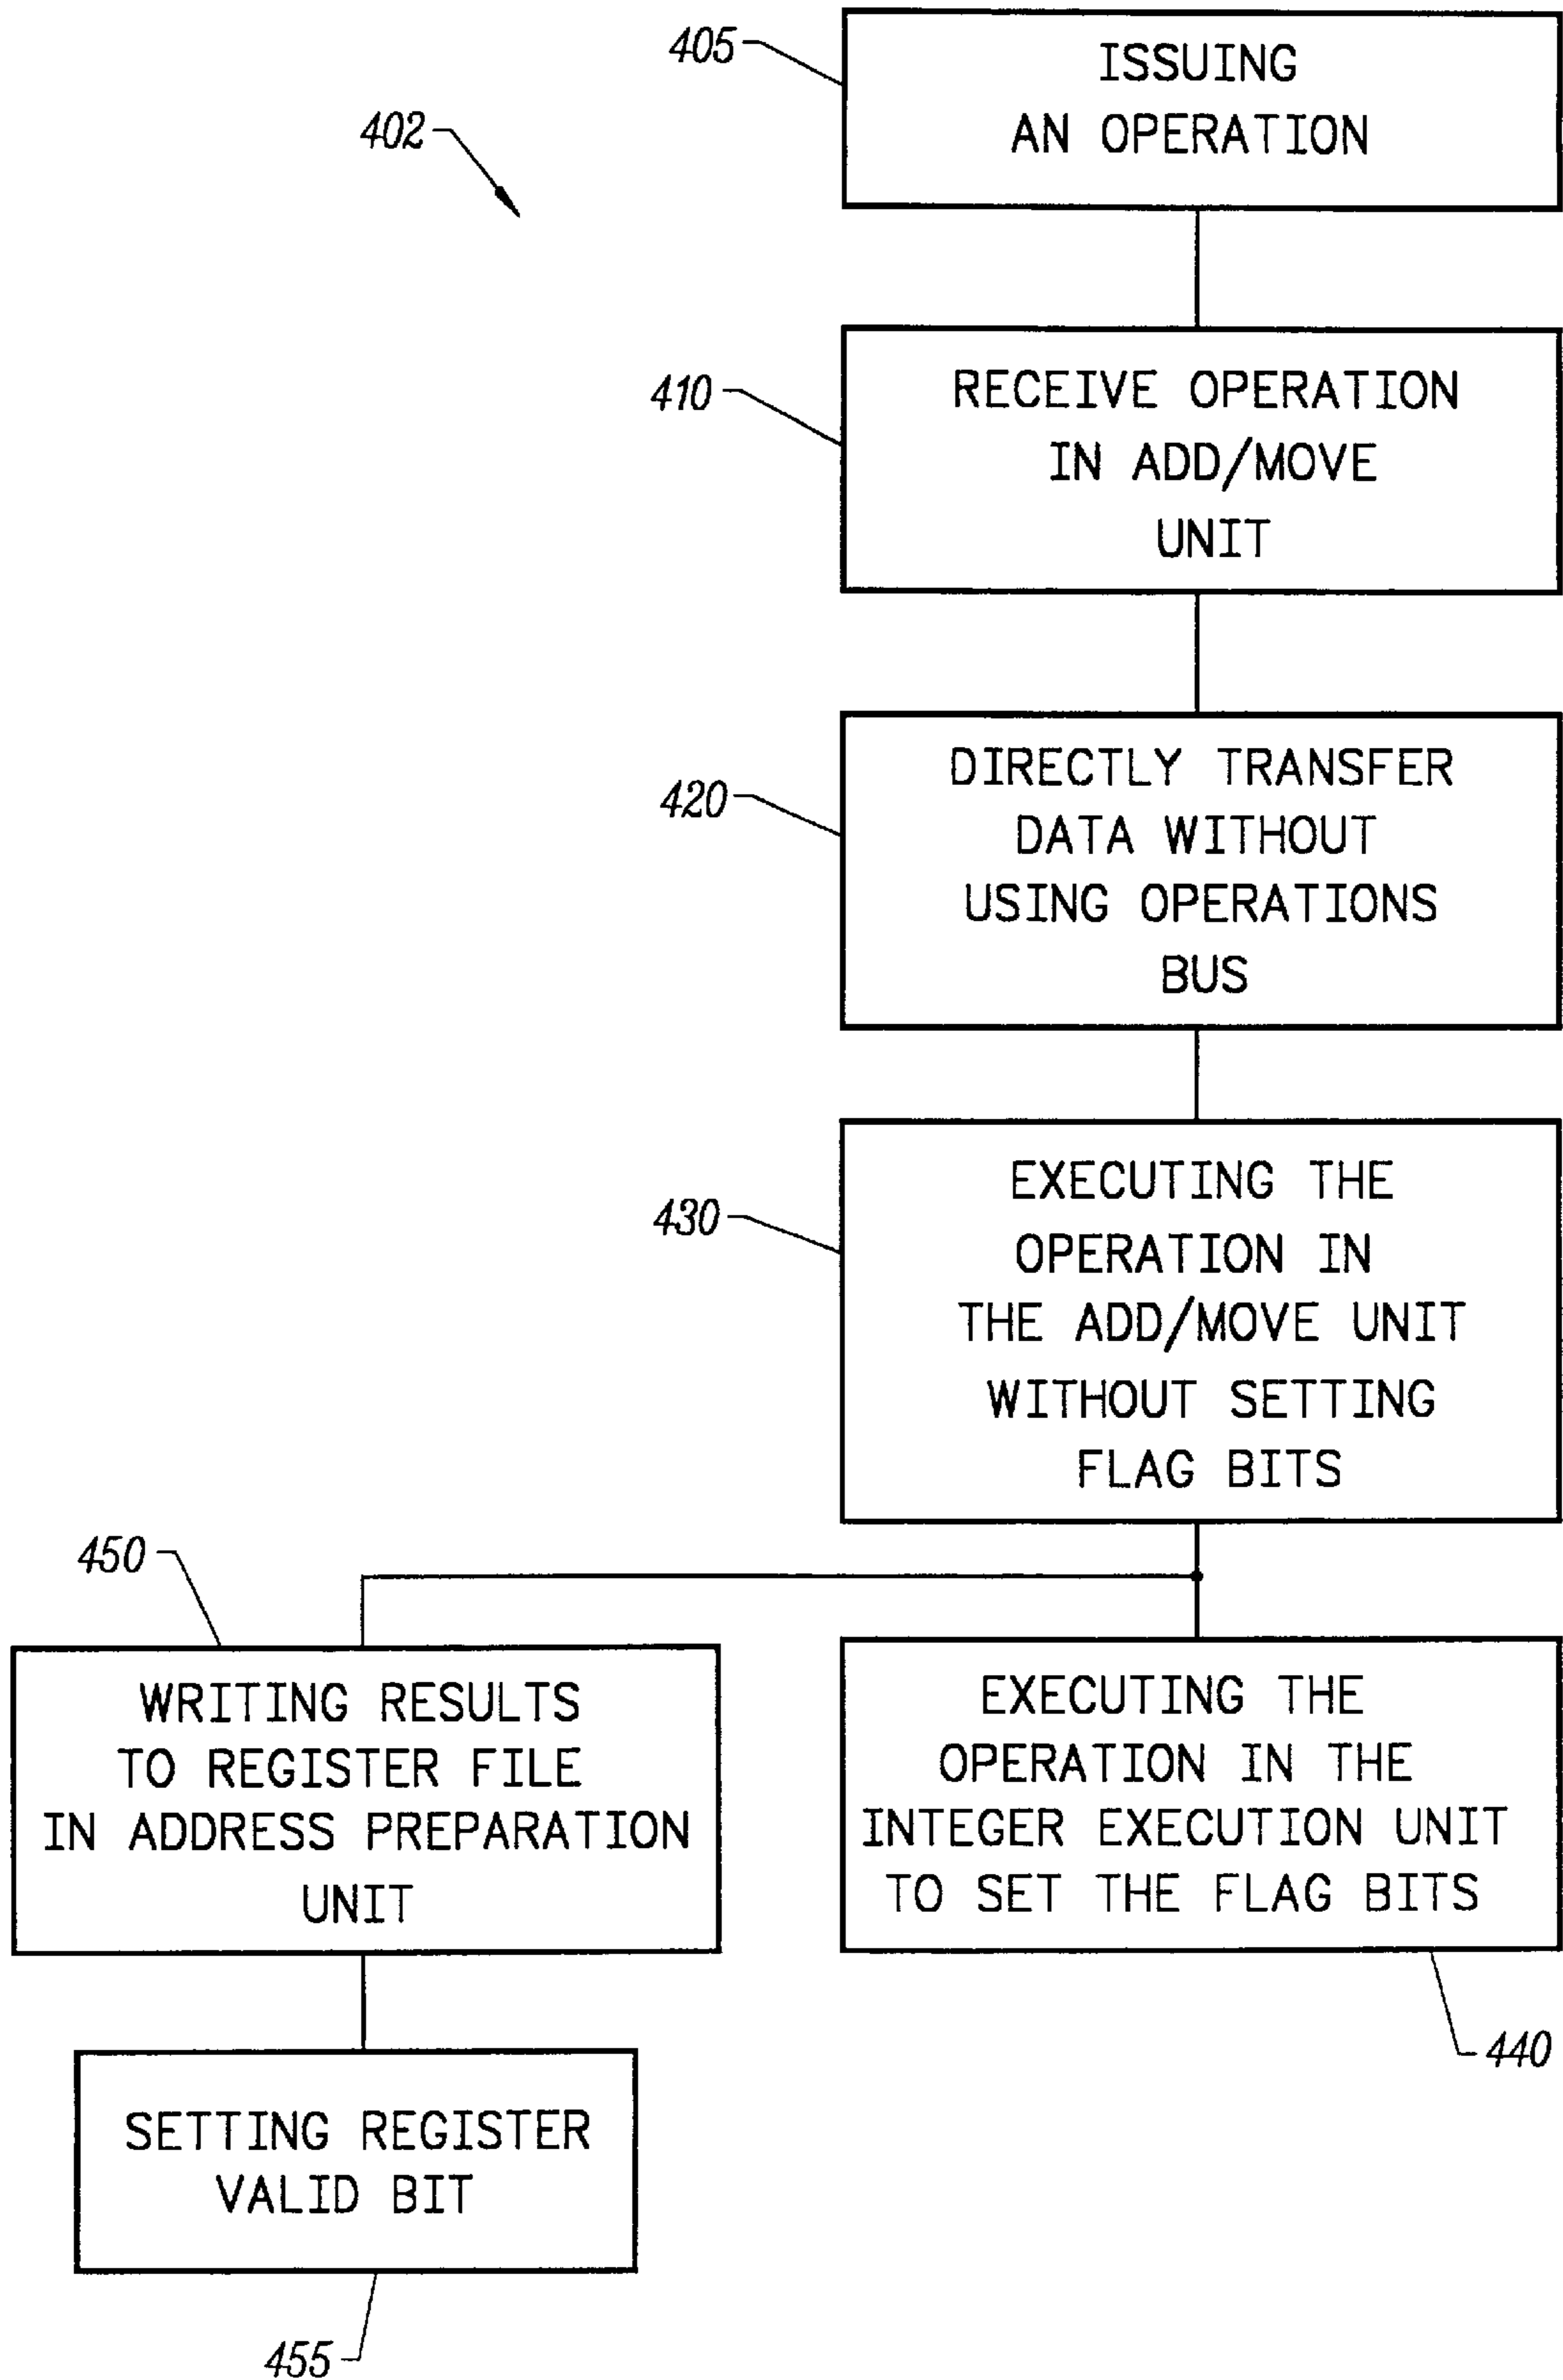 405
ISSUING
AN OPERATION
402
410
RECEIVE OPERATION
IN ADD/MOVE
UNIT
420
DIRECTLY TRANSFER
DATA WITHOUT
USING OPERATIONS
BUS
430
EXECUTING THE
OPERATION IN
THE ADD/MOVE UNIT
WITHOUT SETTING
FLAG BITS
450
WRITING RESULTS
TO REGISTER FILE
IN ADDRESS PREPARATION
UNIT
EXECUTING THE
OPERATION IN THE
INTEGER EXECUTION UNIT
TO SET THE FLAG BITS
440
SETTING REGISTER
VALID BIT
455